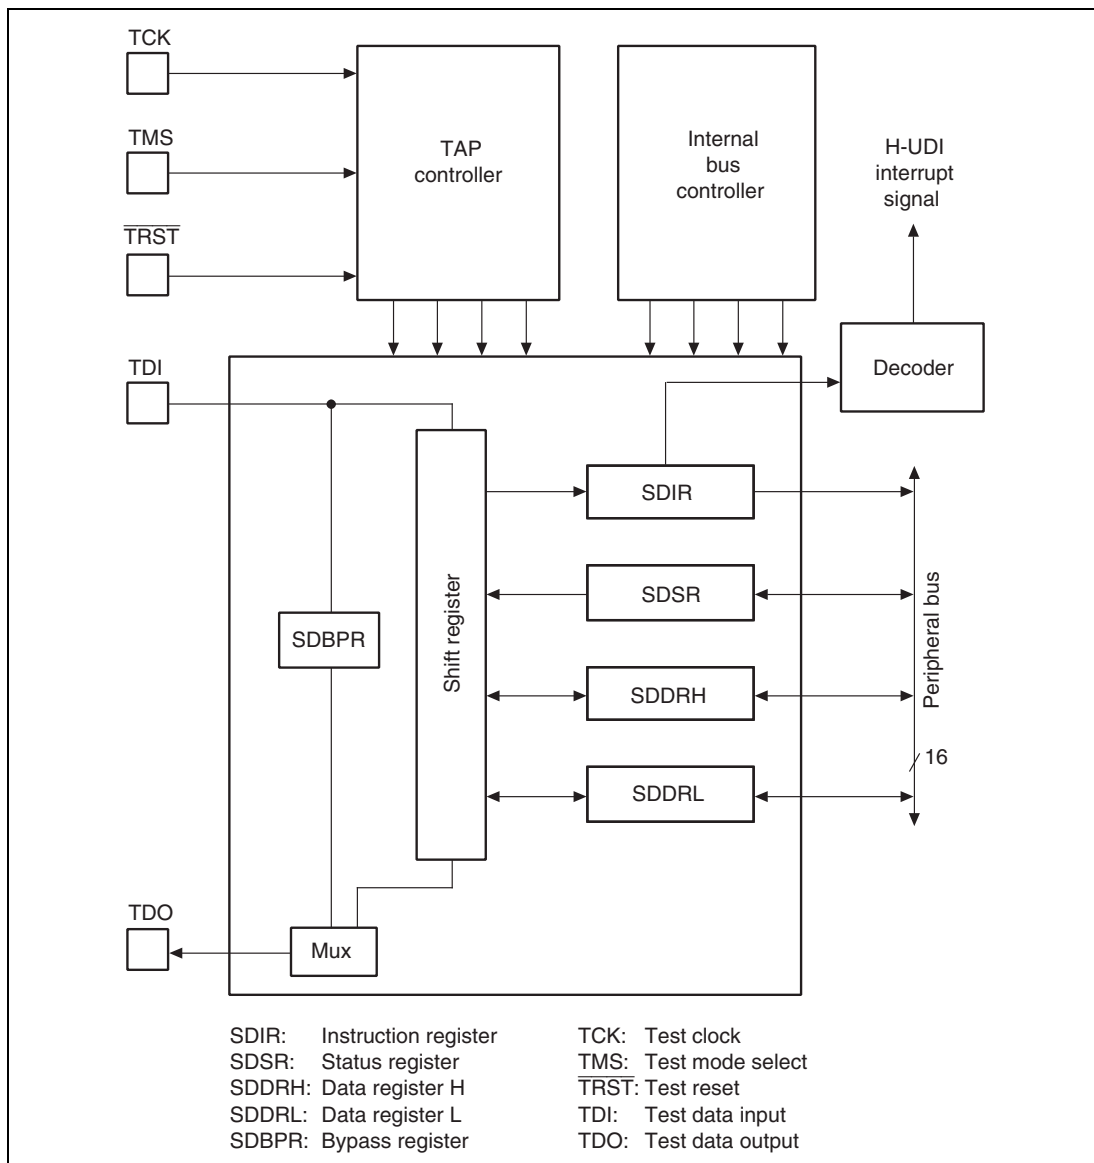 TCK
TMS
TRST
TAP
controller
Internal
bus
controller
H-UDI
interrupt
signal
Decoder
TDI
SDIR
SDSR
SDBPR
Shift register
SDDRH
SDDRL
Peripheral bus
16
TDO
Mux
SDIR: Instruction register
SDSR: Status register
SDDRH: Data register H
SDDRL: Data register L
SDBPR: Bypass register
TCK: Test clock
TMS: Test mode select
TRST: Test reset
TDI: Test data input
TDO: Test data output